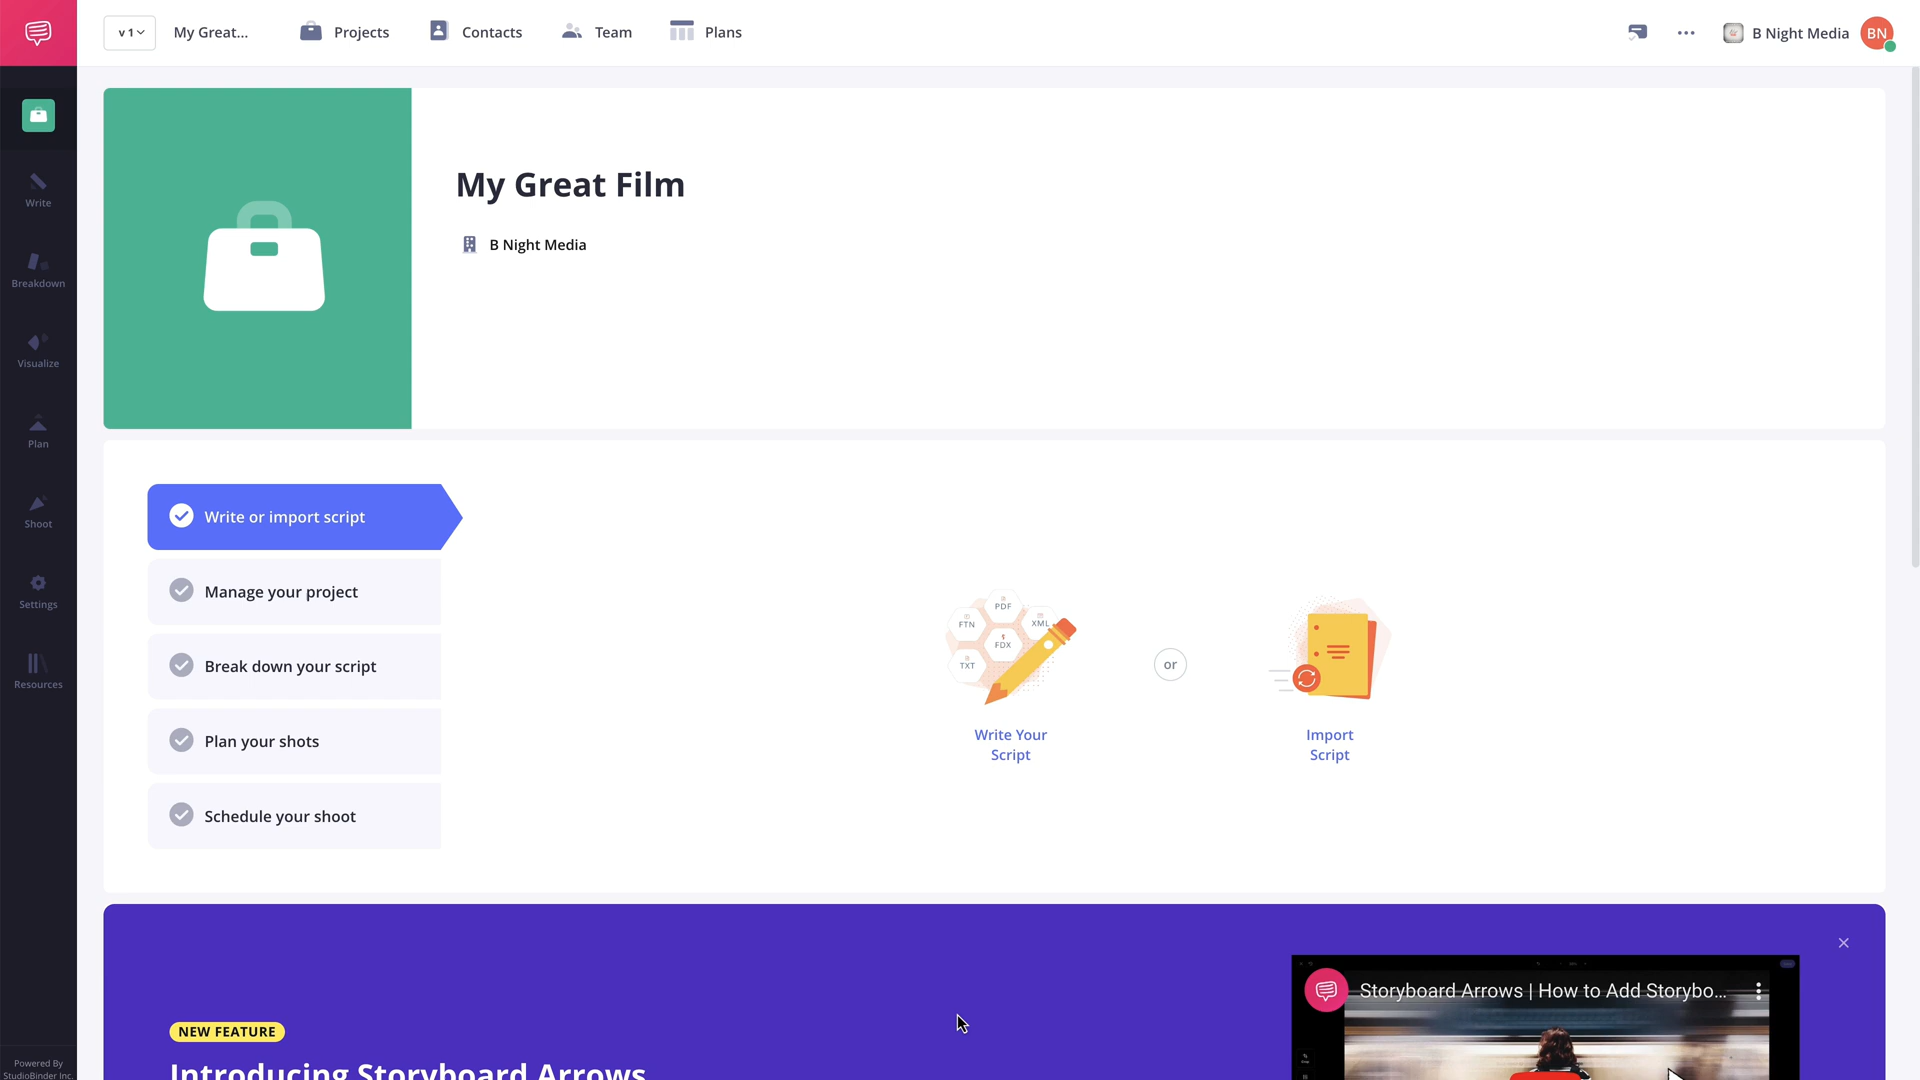 v 1
My Great...
Projects
Contacts
Team
Plans
B Night Media
BN
Write
Breakdown
Visualize
Plan
Shoot
Settings
Resources
Powered By
StudioBinder Inc.
My Great Film
B Night Media
Write or import script
Manage your project
Break down your script
Plan your shots
Schedule your shoot
PDF
FTN
XML
FDX
TXT
Write Your
Script
or
Import
Script
NEW FEATURE
Introducing Storyboard Arrows
Storyboard Arrows | How to Add Storybo...